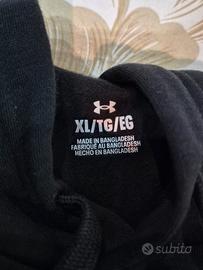 XL/TG/EG
MADE IN BANGLADESH
FABRIQUÉ AU BANGLADESH
HECHO EN BANGLADESH
subito